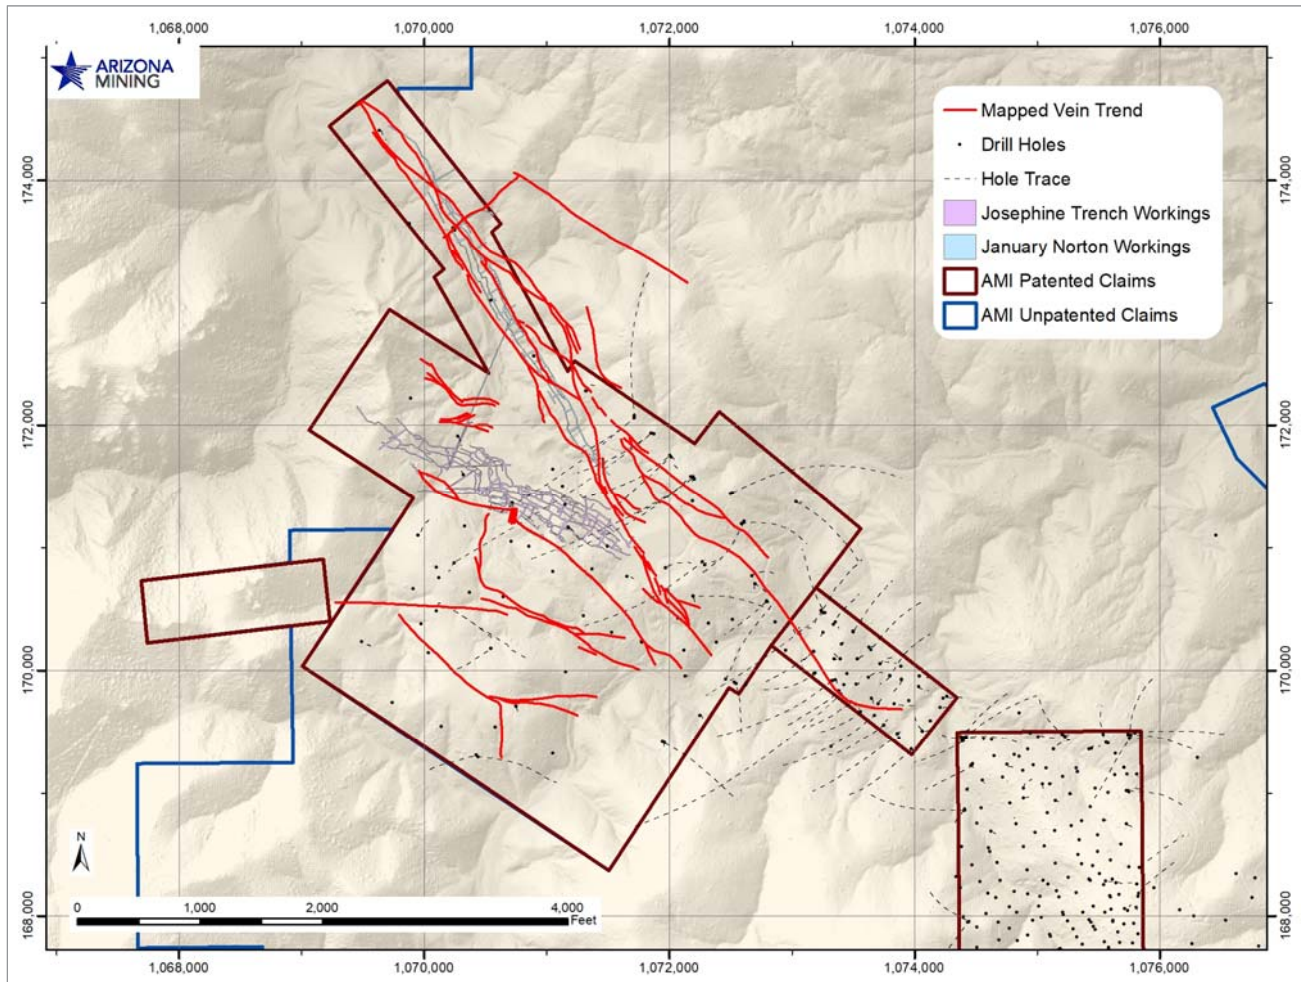 1,068,000 1,070,000 1,072,000 1,074,000 1,076,000
ARIZONA
MINING
Mapped Vein Trend
Drill Holes
Hole Trace
Josephine Trench Workings
January Norton Workings
AMI Patented Claims
AMI Unpatented Claims
174,000 174,000
172,000 172,000
170,000 170,000
N
0 1,000 2,000 4,000
Feet
168,000 168,000
1,068,000 1,070,000 1,072,000 1,074,000 1,076,000